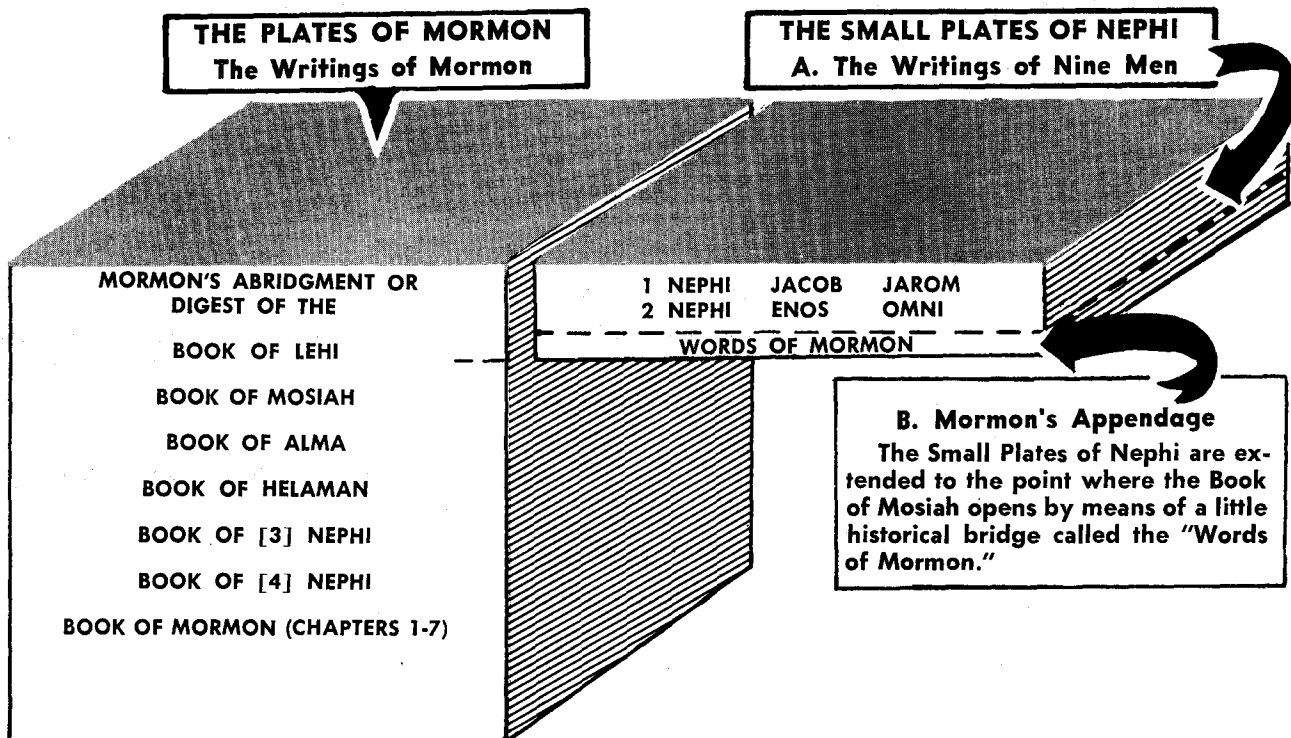 THE PLATES OF MORMON
The Writings of Mormon
THE SMALL PLATES OF NEPHI
A. The Writings of Nine Men
MORMON'S ABRIDGMENT OR
DIGEST OF THE
BOOK OF LEHI
BOOK OF MOSIAH
BOOK OF ALMA
BOOK OF HELAMAN
BOOK OF [3] NEPHI
BOOK OF [4] NEPHI
BOOK OF MORMON (CHAPTERS 1-7)
1 NEPHI JACOB JAROM
2 NEPHI ENOS OMNI
WORDS OF MORMON
B. Mormon's Appendage
The Small Plates of Nephi are ex-
tended to the point where the Book
of Mosiah opens by means of a little
historical bridge called the "Words
of Mormon."